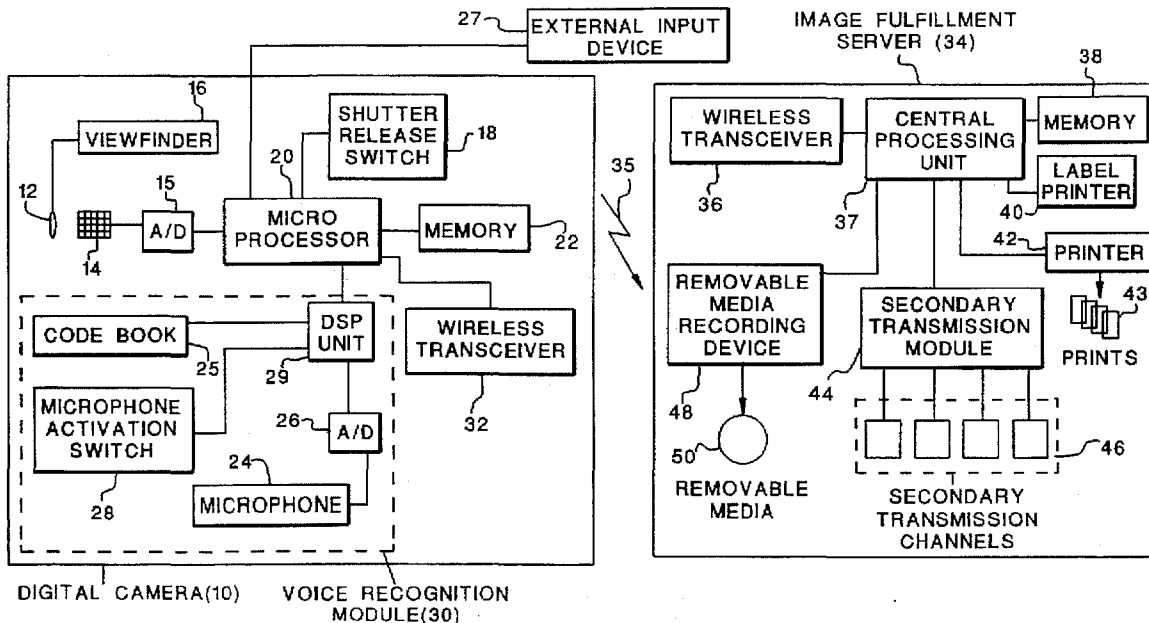 27
EXTERNAL INPUT
DEVICE
IMAGE FULFILLMENT
SERVER (34)
16
VIEWFINDER
SHUTTER
RELEASE
SWITCH
18
20
12
15
14
A/D
MICRO
PROCESSOR
MEMORY
22
35
CODE BOOK
25
DSP
UNIT
29
WIRELESS
TRANSCEIVER
32
MICROPHONE
ACTIVATION
SWITCH
28
26
A/D
24
MICROPHONE
DIGITAL CAMERA(10)
VOICE RECOGNITION
MODULE(30)
WIRELESS
TRANSCEIVER
36
CENTRAL
PROCESSING
UNIT
37
38
MEMORY
LABEL
PRINTER
40
42
PRINTER
43
PRINTS
REMOVABLE
MEDIA
RECORDING
DEVICE
48
50
REMOVABLE
MEDIA
SECONDARY
TRANSMISSION
MODULE
44
46
SECONDARY
TRANSMISSION
CHANNELS